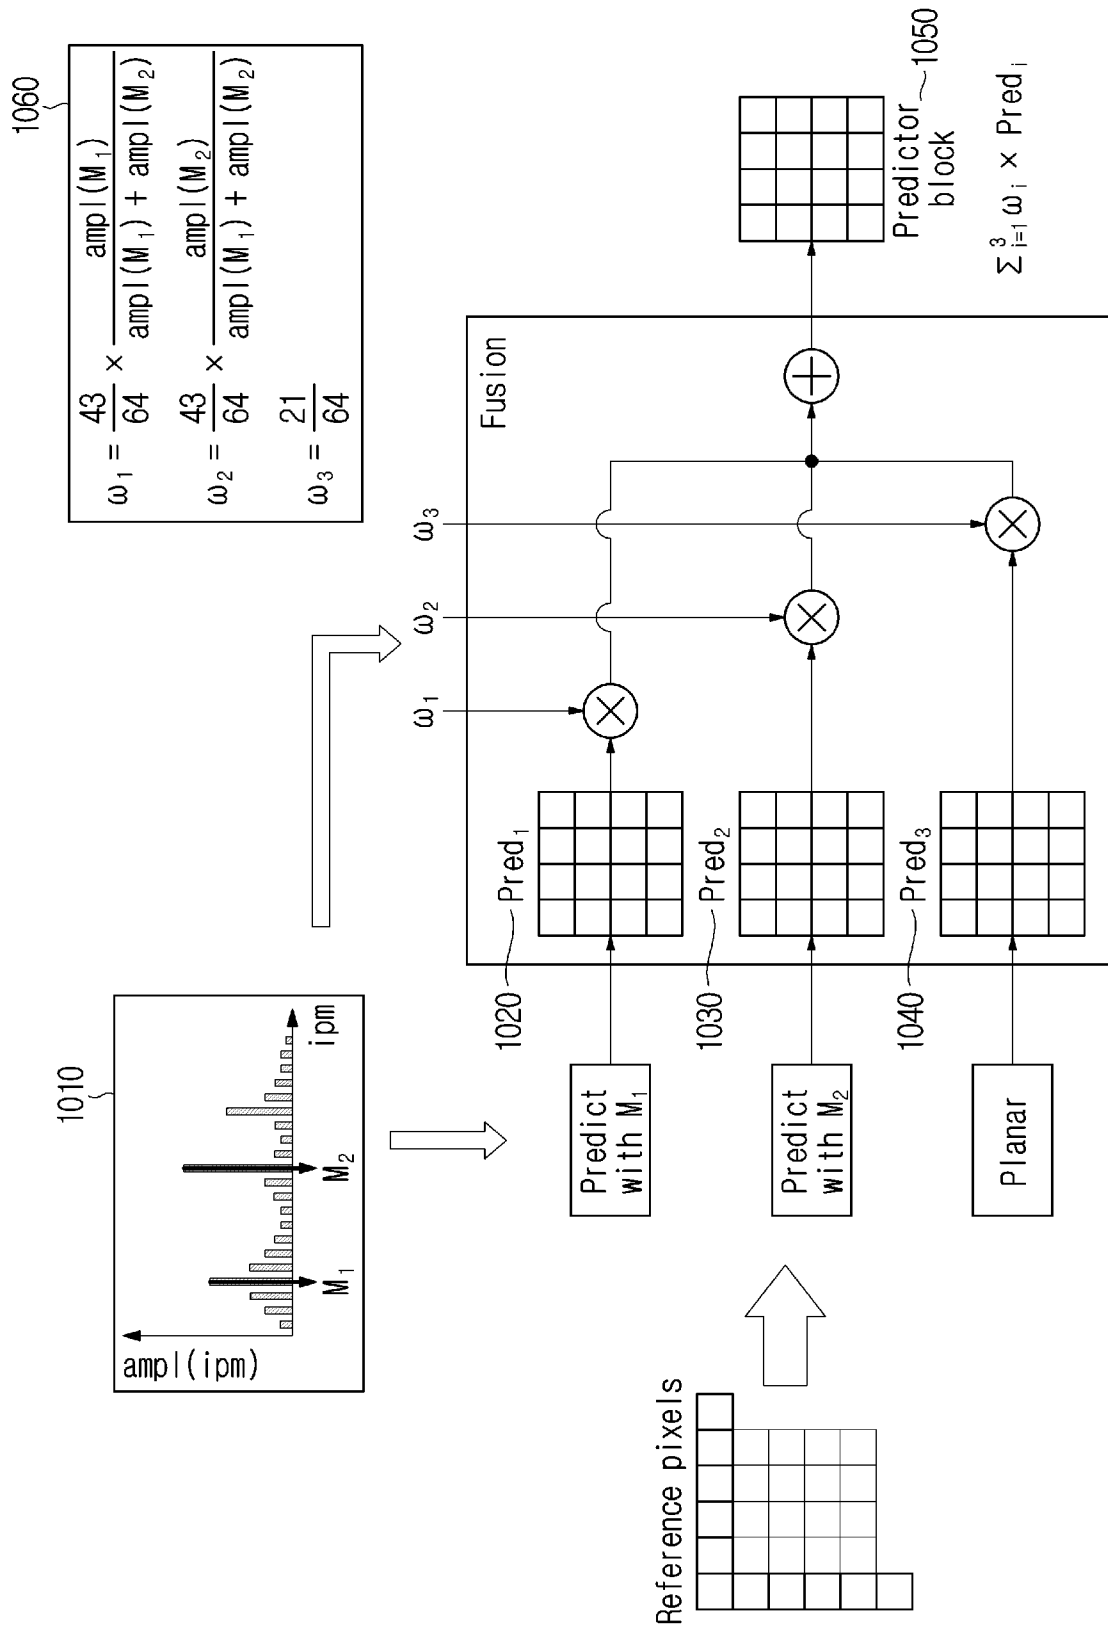 1010
ampl(ipm)
ipm
M₁
M₂
1060
ω₁ = 43/64 × ampl(M₁)/(ampl(M₁) + ampl(M₂))
ω₂ = 43/64 × ampl(M₂)/(ampl(M₁) + ampl(M₂))
ω₃ = 21/64
ω₁
ω₂
ω₃
Fusion
Reference pixels
Predict
with M₁
1020
Pred₁
Predict
with M₂
1030
Pred₂
Planar
1040
Pred₃
Predictor
block
1050
Σ³ᵢ₌₁ ωᵢ × Predᵢ